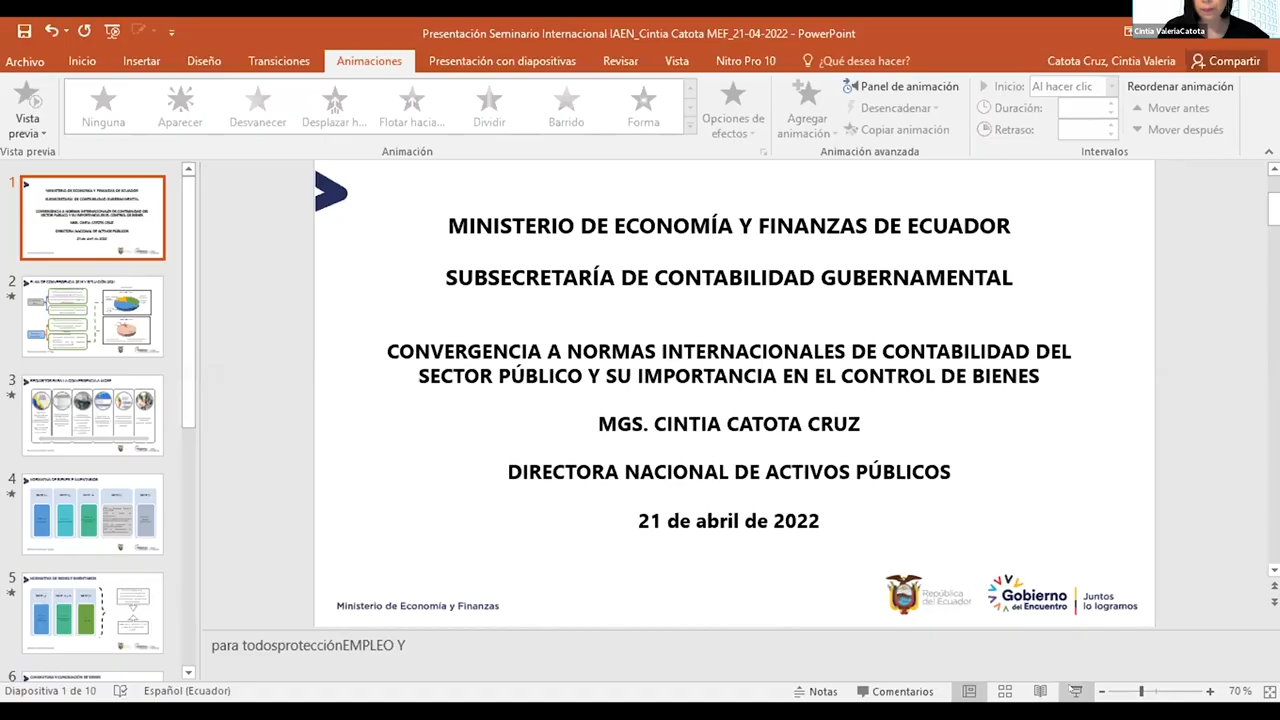 Presentación Seminario Internacional IAEN_Cintia Catota MEF_21-04-2022 - PowerPoint
Cintia ValeriaCatota
Archivo Inicio Insertar Diseño Transiciones Animaciones Presentación con diapositivas Revisar Vista Nitro Pro 10 ¿Qué desea hacer? Catota Cruz, Cintia Valeria Compartir
Vista previa
Ninguna Aparecer Desvanecer Desplazar h... Flotar hacia... Dividir Barrido Forma
Opciones de efectos
Agregar animación
Panel de animación
Desencadenar
Copiar animación
Inicio: Al hacer clic
Duración:
Retraso:
Reordenar animación
Mover antes
Mover después
Vista previa Animación Animación avanzada Intervalos
1
2
3
4
5
6
MINISTERIO DE ECONOMÍA Y FINANZAS DE ECUADOR
SUBSECRETARÍA DE CONTABILIDAD GUBERNAMENTAL
CONVERGENCIA A NORMAS INTERNACIONALES DE CONTABILIDAD DEL
SECTOR PÚBLICO Y SU IMPORTANCIA EN EL CONTROL DE BIENES
MGS. CINTIA CATOTA CRUZ
DIRECTORA NACIONAL DE ACTIVOS PÚBLICOS
21 de abril de 2022
Ministerio de Economía y Finanzas
República
del Ecuador
Gobierno
del Encuentro
Juntos
lo logramos
para todosprotecciónEMPLEO Y
Diapositiva 1 de 10 Español (Ecuador) Notas Comentarios 70 %